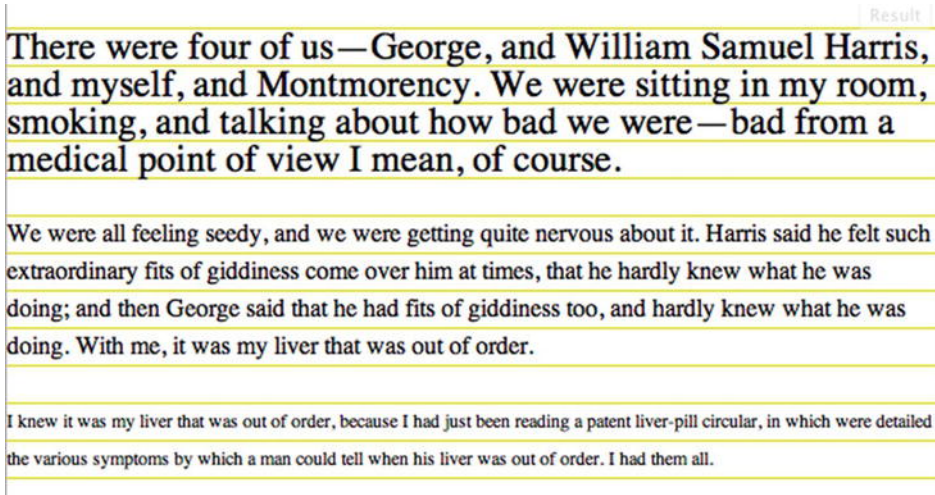 Result
There were four of us—George, and William Samuel Harris,
and myself, and Montmorency. We were sitting in my room,
smoking, and talking about how bad we were—bad from a
medical point of view I mean, of course.
We were all feeling seedy, and we were getting quite nervous about it. Harris said he felt such
extraordinary fits of giddiness come over him at times, that he hardly knew what he was
doing; and then George said that he had fits of giddiness too, and hardly knew what he was
doing. With me, it was my liver that was out of order.
I knew it was my liver that was out of order, because I had just been reading a patent liver-pill circular, in which were detailed
the various symptoms by which a man could tell when his liver was out of order. I had them all.